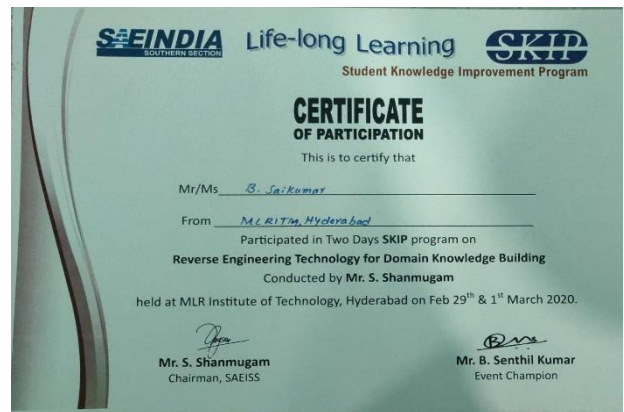 SAEINDIA Life-long Learning SKIP
SOUTHERN SECTION
Student Knowledge Improvement Program
CERTIFICATE
OF PARTICIPATION
This is to certify that
Mr/Ms B. Saikumar
From MLRITM, Hyderabad
Participated in Two Days SKIP program on
Reverse Engineering Technology for Domain Knowledge Building
Conducted by Mr. S. Shanmugam
held at MLR Institute of Technology, Hyderabad on Feb 29th & 1st March 2020.
Mr. S. Shanmugam Mr. B. Senthil Kumar
Chairman, SAEISS Event Champion